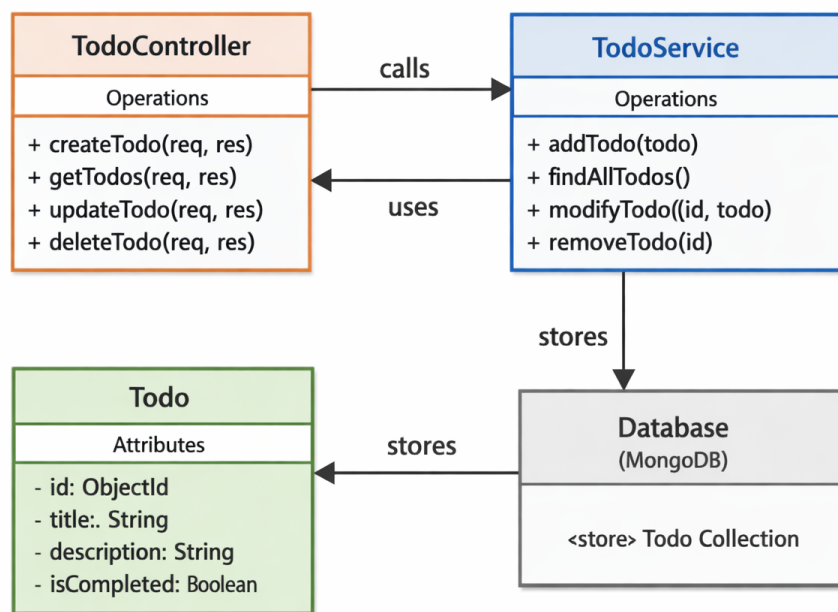 TodoController
Operations
+ createTodo(req, res)
+ getTodos(req, res)
+ updateTodo(req, res)
+ deleteTodo(req, res)
calls
uses
TodoService
Operations
+ addTodo(todo)
+ findAllTodos()
+ modifyTodo((id, todo)
+ removeTodo(id)
stores
Todo
Attributes
- id: ObjectId
- title:. String
- description: String
- isCompleted: Boolean
stores
Database
(MongoDB)
<store> Todo Collection